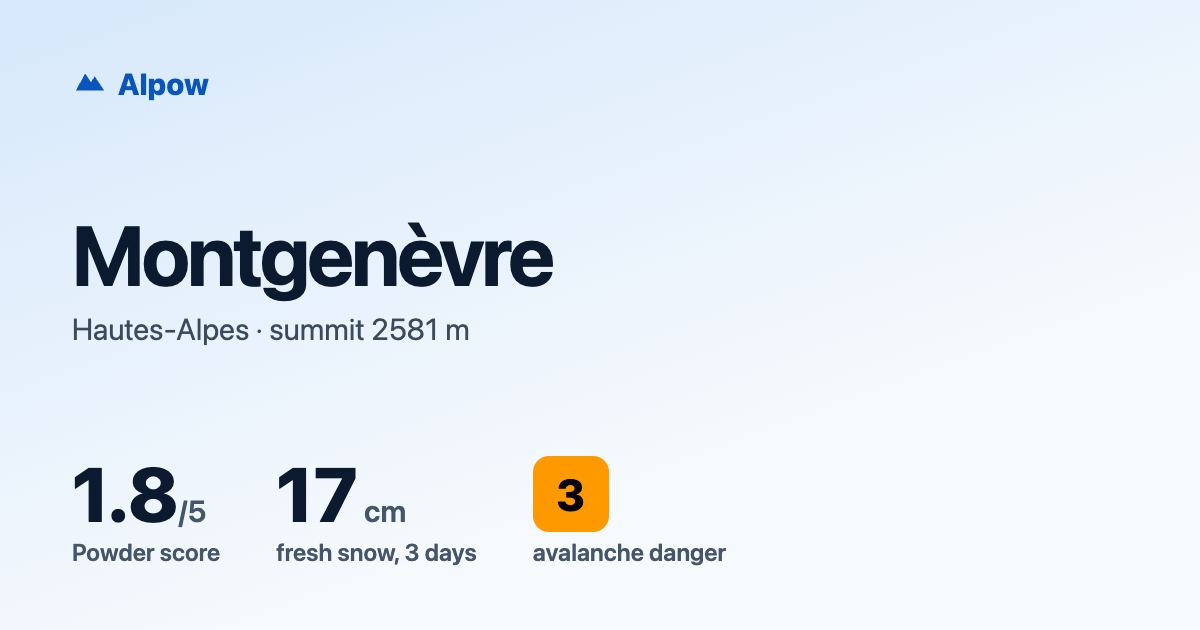 Alpow
Montgenèvre
Hautes-Alpes · summit 2581 m
1.8/5 17 cm 3
Powder score fresh snow, 3 days avalanche danger